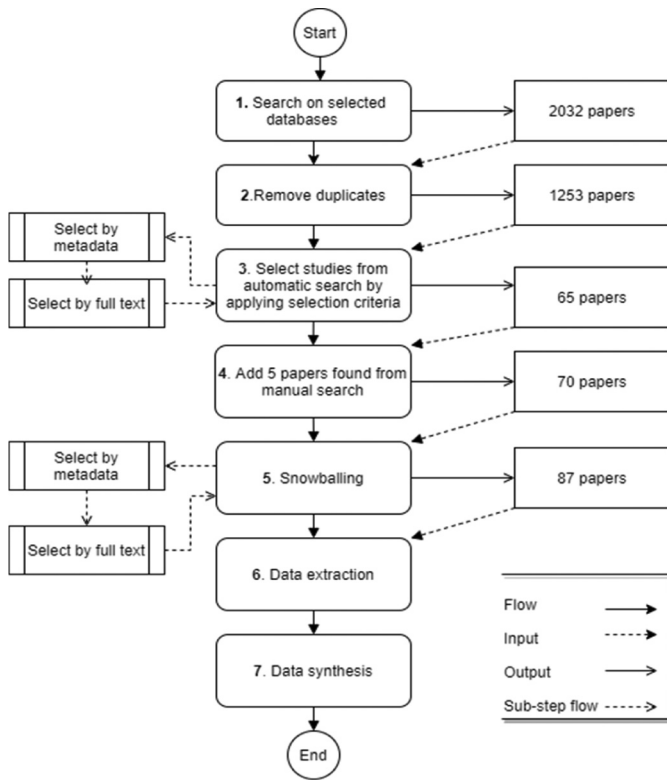 Start
1. Search on selected
databases
2032 papers
2.Remove duplicates
1253 papers
Select by
metadata
Select by full text
3. Select studies from
automatic search by
applying selection criteria
65 papers
4. Add 5 papers found from
manual search
70 papers
Select by
metadata
Select by full text
5. Snowballing
87 papers
6. Data extraction
7. Data synthesis
End
Flow
Input
Output
Sub-step flow